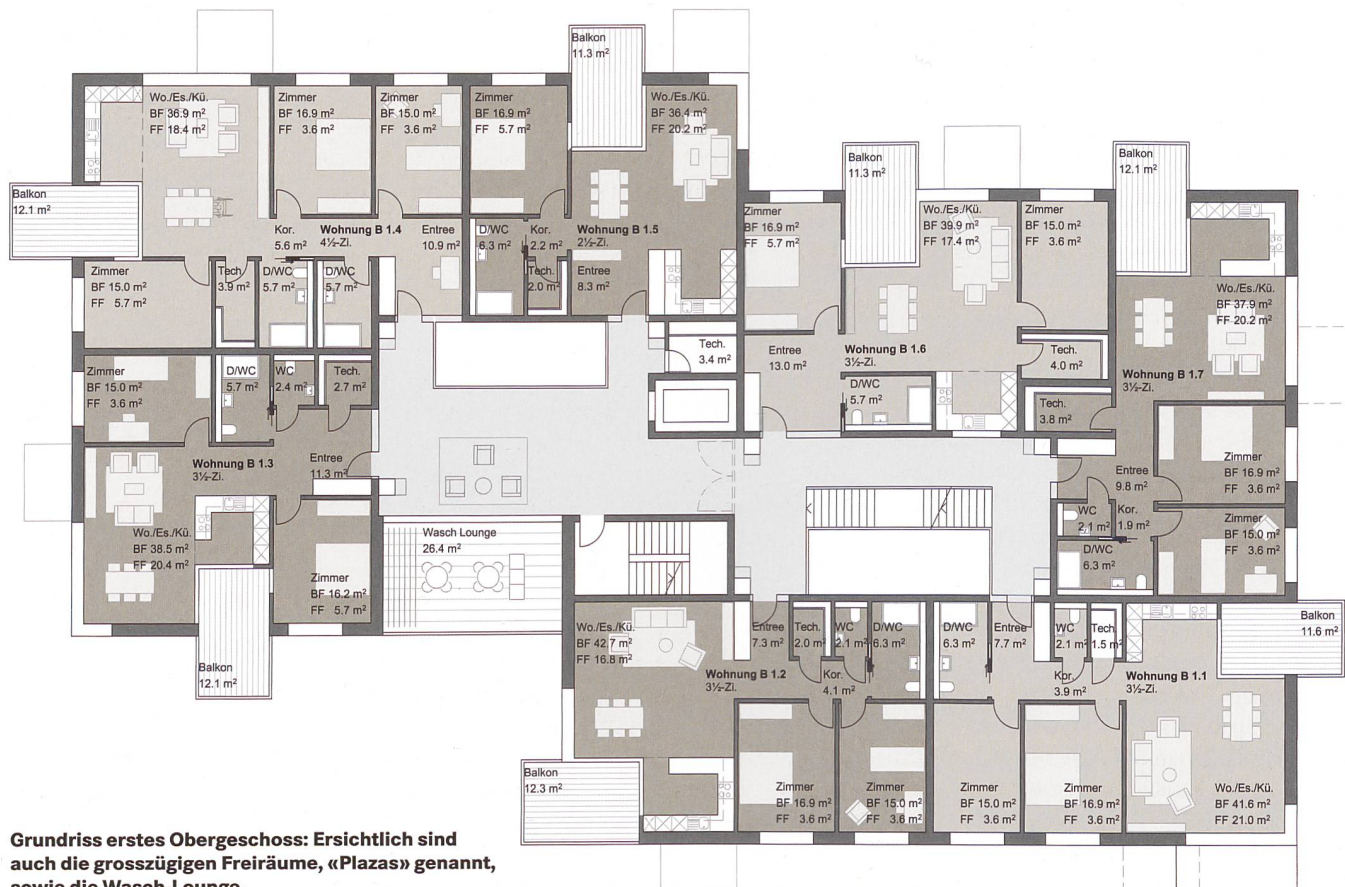 Balkon
11.3 m²
Wo./Es./Kü.
BF 36.9 m²
FF 18.4 m²
Zimmer
BF 16.9 m²
FF 3.6 m²
Zimmer
BF 15.0 m²
FF 3.6 m²
Zimmer
BF 16.9 m²
FF 5.7 m²
Wo./Es./Kü.
BF 36.4 m²
FF 20.2 m²
Balkon
12.1 m²
Kor.
5.6 m²
Wohnung B 1.4
4½-Zi.
Entree
10.9 m²
D/WC
6.3 m²
Kor.
2.2 m²
Wohnung B 1.5
2½-Zi.
Zimmer
BF 15.0 m²
FF 5.7 m²
Tech.
3.9 m²
D/WC
5.7 m²
D/WC
5.7 m²
Tech.
2.0 m²
Entree
8.3 m²
Balkon
11.3 m²
Balkon
12.1 m²
Zimmer
BF 16.9 m²
FF 5.7 m²
Wo./Es./Kü.
BF 39.9 m²
FF 17.4 m²
Zimmer
BF 15.0 m²
FF 3.6 m²
Wo./Es./Kü.
BF 37.9 m²
FF 20.2 m²
Tech.
3.4 m²
Entree
13.0 m²
Wohnung B 1.6
3½-Zi.
Tech.
4.0 m²
Wohnung B 1.7
3½-Zi.
D/WC
5.7 m²
Tech.
3.8 m²
Zimmer
BF 15.0 m²
FF 3.6 m²
D/WC
5.7 m²
WC
2.4 m²
Tech.
2.7 m²
Wohnung B 1.3
3½-Zi.
Entree
11.3 m²
Entree
9.8 m²
Zimmer
BF 16.9 m²
FF 3.6 m²
WC
2.1 m²
Kor.
1.9 m²
Zimmer
BF 15.0 m²
FF 3.6 m²
D/WC
6.3 m²
Wo./Es./Kü.
BF 38.5 m²
FF 20.4 m²
Wasch Lounge
26.4 m²
Zimmer
BF 16.2 m²
FF 5.7 m²
Balkon
12.1 m²
Wo./Es./Kü.
BF 42.7 m²
FF 16.8 m²
Entree
7.3 m²
Tech.
2.0 m²
WC
2.1 m²
D/WC
6.3 m²
D/WC
6.3 m²
Entree
7.7 m²
WC
2.1 m²
Tech.
1.5 m²
Balkon
11.6 m²
Wohnung B 1.2
3½-Zi.
Kor.
4.1 m²
Kor.
3.9 m²
Wohnung B 1.1
3½-Zi.
Balkon
12.3 m²
Zimmer
BF 16.9 m²
FF 3.6 m²
Zimmer
BF 15.0 m²
FF 3.6 m²
Zimmer
BF 15.0 m²
FF 3.6 m²
Zimmer
BF 16.9 m²
FF 3.6 m²
Wo./Es./Kü.
BF 41.6 m²
FF 21.0 m²
Grundriss erstes Obergeschoss: Ersichtlich sind
auch die grosszügigen Freiräume, «Plazas» genannt,
sowie die Wasch-Lounge